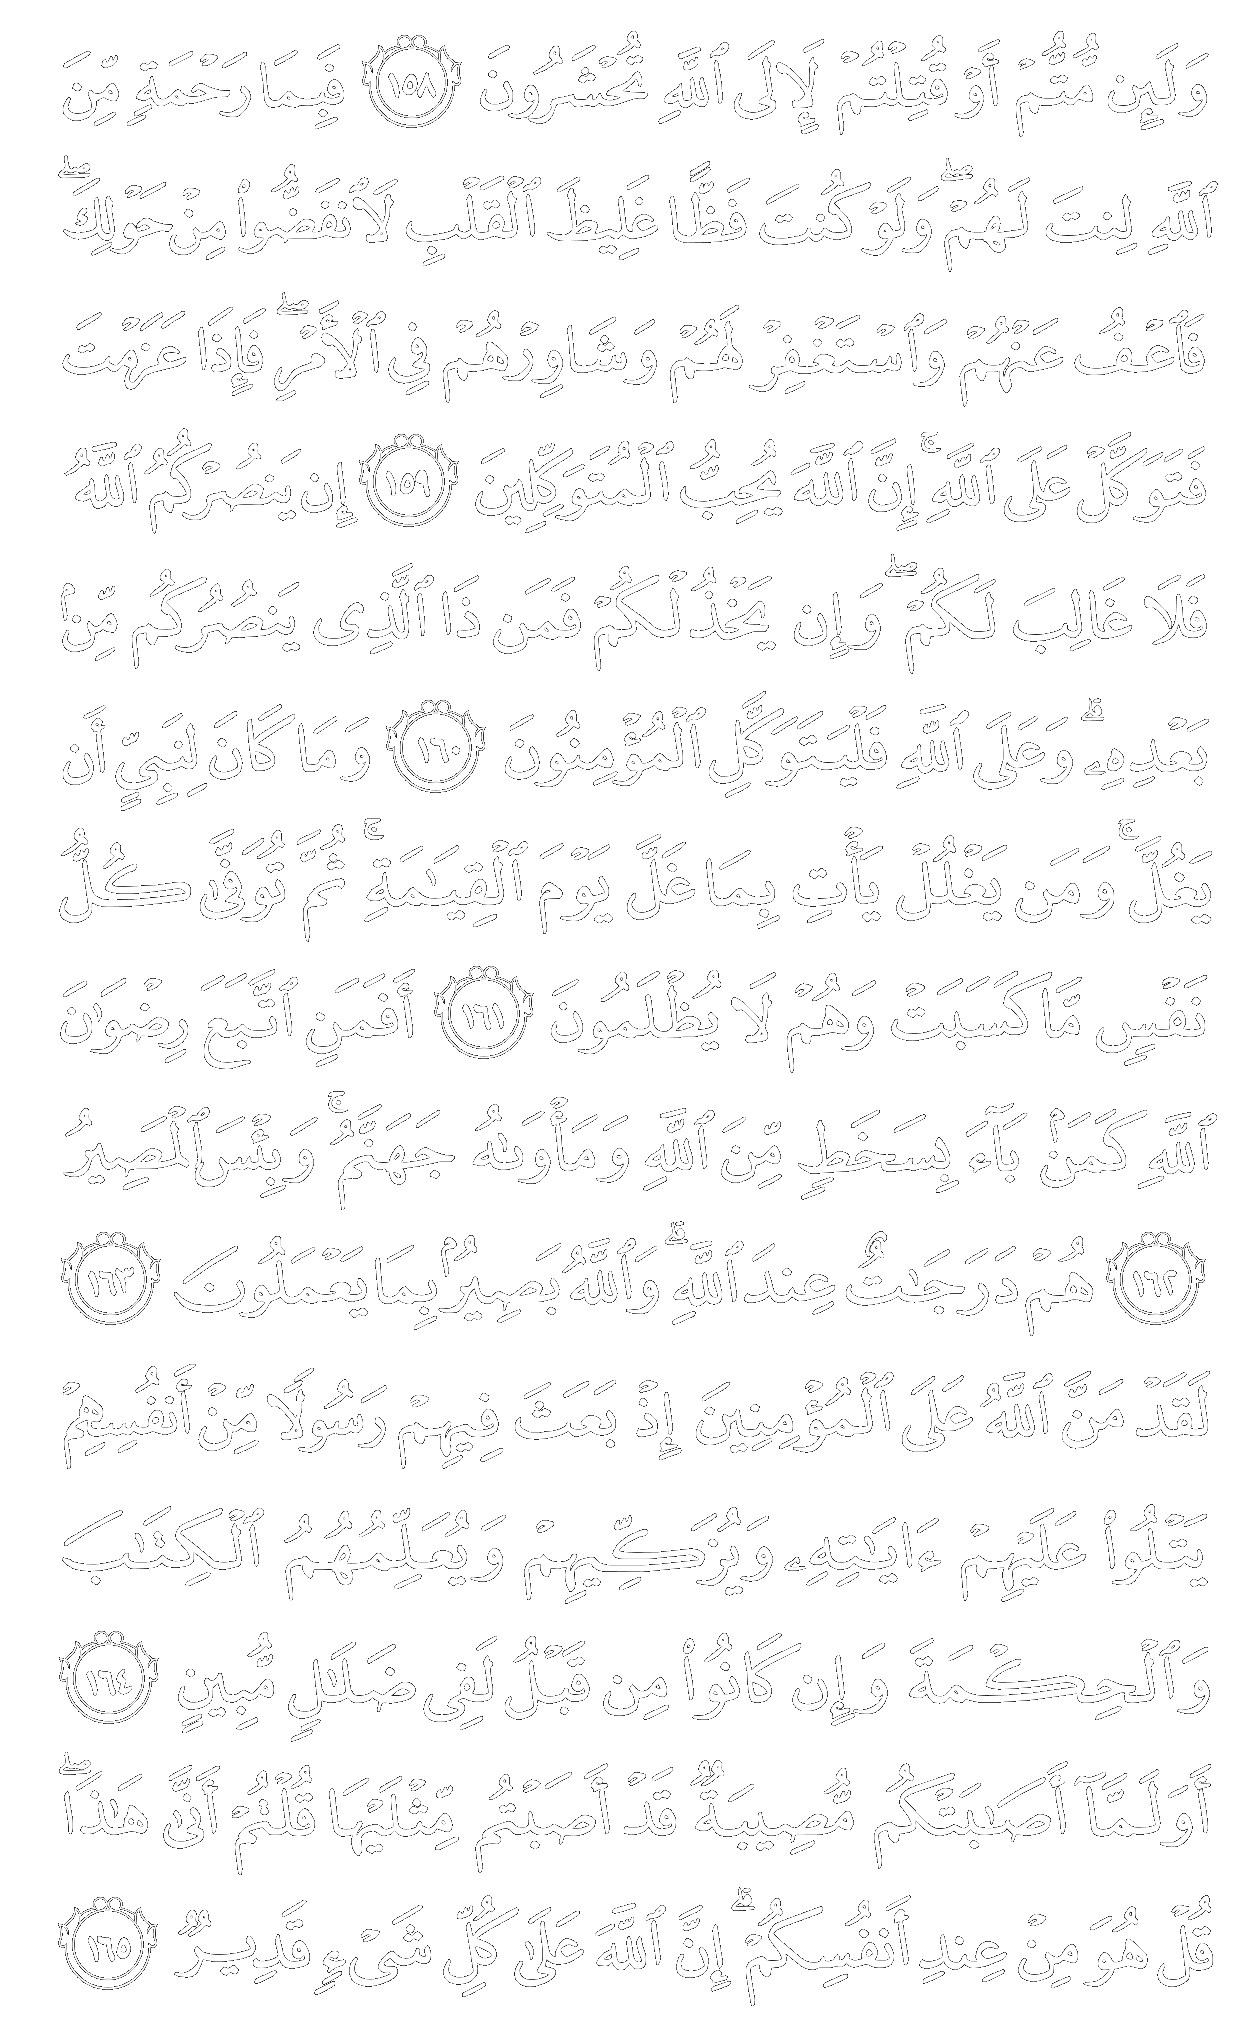 وَلَئِن مُّتُّمْ أَوْ قُتِلْتُمْ لَإِلَى ٱللَّهِ تُحْشَرُونَ ١٥٨ فَبِمَا رَحْمَةٍ مِّنَ
ٱللَّهِ لِنتَ لَهُمْ ۖ وَلَوْ كُنتَ فَظًّا غَلِيظَ ٱلْقَلْبِ لَٱنفَضُّوا۟ مِنْ حَوْلِكَ ۖ
فَٱعْفُ عَنْهُمْ وَٱسْتَغْفِرْ لَهُمْ وَشَاوِرْهُمْ فِى ٱلْأَمْرِ ۖ فَإِذَا عَزَمْتَ
فَتَوَكَّلْ عَلَى ٱللَّهِ ۚ إِنَّ ٱللَّهَ يُحِبُّ ٱلْمُتَوَكِّلِينَ ١٥٩ إِن يَنصُرْكُمُ ٱللَّهُ
فَلَا غَالِبَ لَكُمْ ۖ وَإِن يَخْذُلْكُمْ فَمَن ذَا ٱلَّذِى يَنصُرُكُم مِّنۢ
بَعْدِهِۦ ۗ وَعَلَى ٱللَّهِ فَلْيَتَوَكَّلِ ٱلْمُؤْمِنُونَ ١٦٠ وَمَا كَانَ لِنَبِىٍّ أَن
يَغُلَّ ۚ وَمَن يَغْلُلْ يَأْتِ بِمَا غَلَّ يَوْمَ ٱلْقِيَـٰمَةِ ۚ ثُمَّ تُوَفَّىٰ كُلُّ
نَفْسٍ مَّا كَسَبَتْ وَهُمْ لَا يُظْلَمُونَ ١٦١ أَفَمَنِ ٱتَّبَعَ رِضْوَٰنَ
ٱللَّهِ كَمَنۢ بَآءَ بِسَخَطٍ مِّنَ ٱللَّهِ وَمَأْوَىٰهُ جَهَنَّمُ ۚ وَبِئْسَ ٱلْمَصِيرُ
١٦٢ هُمْ دَرَجَـٰتٌ عِندَ ٱللَّهِ ۗ وَٱللَّهُ بَصِيرٌۢ بِمَا يَعْمَلُونَ ١٦٣
لَقَدْ مَنَّ ٱللَّهُ عَلَى ٱلْمُؤْمِنِينَ إِذْ بَعَثَ فِيهِمْ رَسُولًا مِّنْ أَنفُسِهِمْ
يَتْلُوا۟ عَلَيْهِمْ ءَايَـٰتِهِۦ وَيُزَكِّيهِمْ وَيُعَلِّمُهُمُ ٱلْكِتَـٰبَ
وَٱلْحِكْمَةَ وَإِن كَانُوا۟ مِن قَبْلُ لَفِى ضَلَـٰلٍ مُّبِينٍ ١٦٤
أَوَلَمَّآ أَصَـٰبَتْكُم مُّصِيبَةٌ قَدْ أَصَبْتُم مِّثْلَيْهَا قُلْتُمْ أَنَّىٰ هَـٰذَا ۖ
قُلْ هُوَ مِنْ عِندِ أَنفُسِكُمْ ۗ إِنَّ ٱللَّهَ عَلَىٰ كُلِّ شَىْءٍ قَدِيرٌ ١٦٥